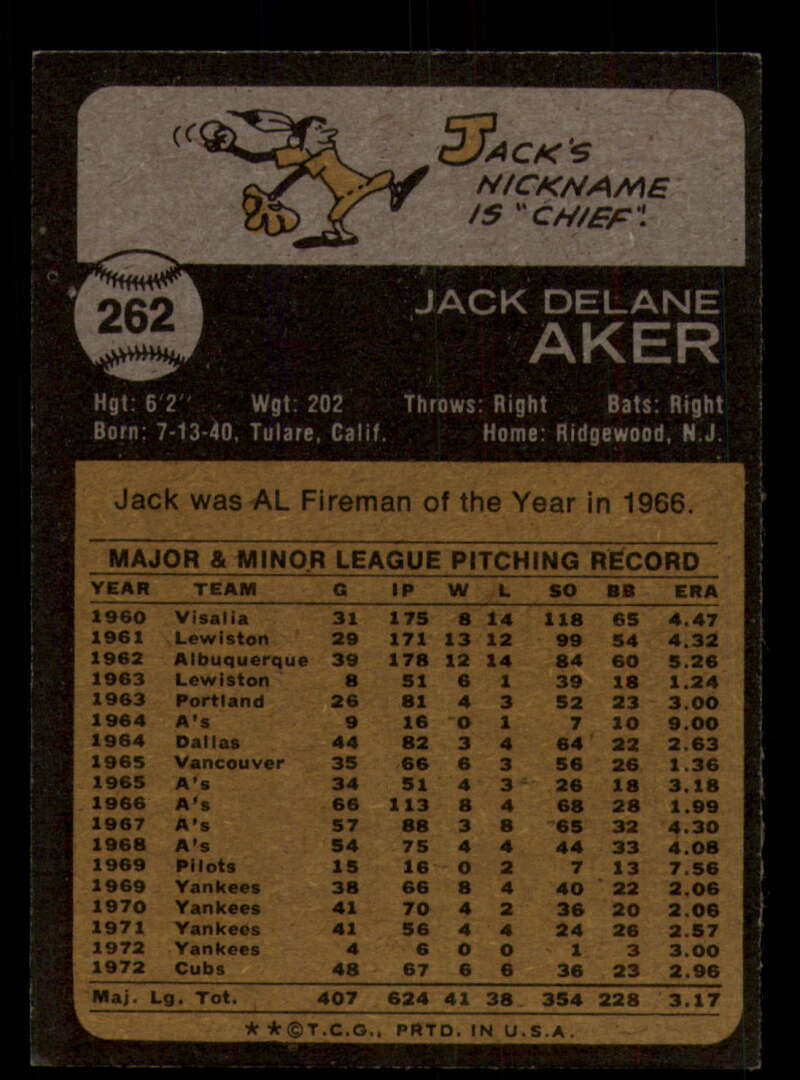 JACK'S
NICKNAME
IS "CHIEF"!
262
JACK DELANE
AKER
Hgt: 6'2" Wgt: 202 Throws: Right Bats: Right
Born: 7-13-40, Tulare, Calif. Home: Ridgewood, N.J.
Jack was AL Fireman of the Year in 1966.
MAJOR & MINOR LEAGUE PITCHING RECORD
YEAR TEAM G IP W L SO BB ERA
1960 Visalia 31 175 8 14 118 65 4.47
1961 Lewiston 29 171 13 12 99 54 4.32
1962 Albuquerque 39 178 12 14 84 60 5.26
1963 Lewiston 8 51 6 1 39 18 1.24
1963 Portland 26 81 4 3 52 23 3.00
1964 A's 9 16 0 1 7 10 9.00
1964 Dallas 44 82 3 4 64 22 2.63
1965 Vancouver 35 66 6 3 56 26 1.36
1965 A's 34 51 4 3 26 18 3.18
1966 A's 66 113 8 4 68 28 1.99
1967 A's 57 88 3 8 65 32 4.30
1968 A's 54 75 4 4 44 33 4.08
1969 Pilots 15 16 0 2 7 13 7.56
1969 Yankees 38 66 8 4 40 22 2.06
1970 Yankees 41 70 4 2 36 20 2.06
1971 Yankees 41 56 4 4 24 26 2.57
1972 Yankees 4 6 0 0 1 3 3.00
1972 Cubs 48 67 6 6 36 23 2.96
Maj. Lg. Tot. 407 624 41 38 354 228 3.17
**©T.C.G., PRTD. IN U.S.A.